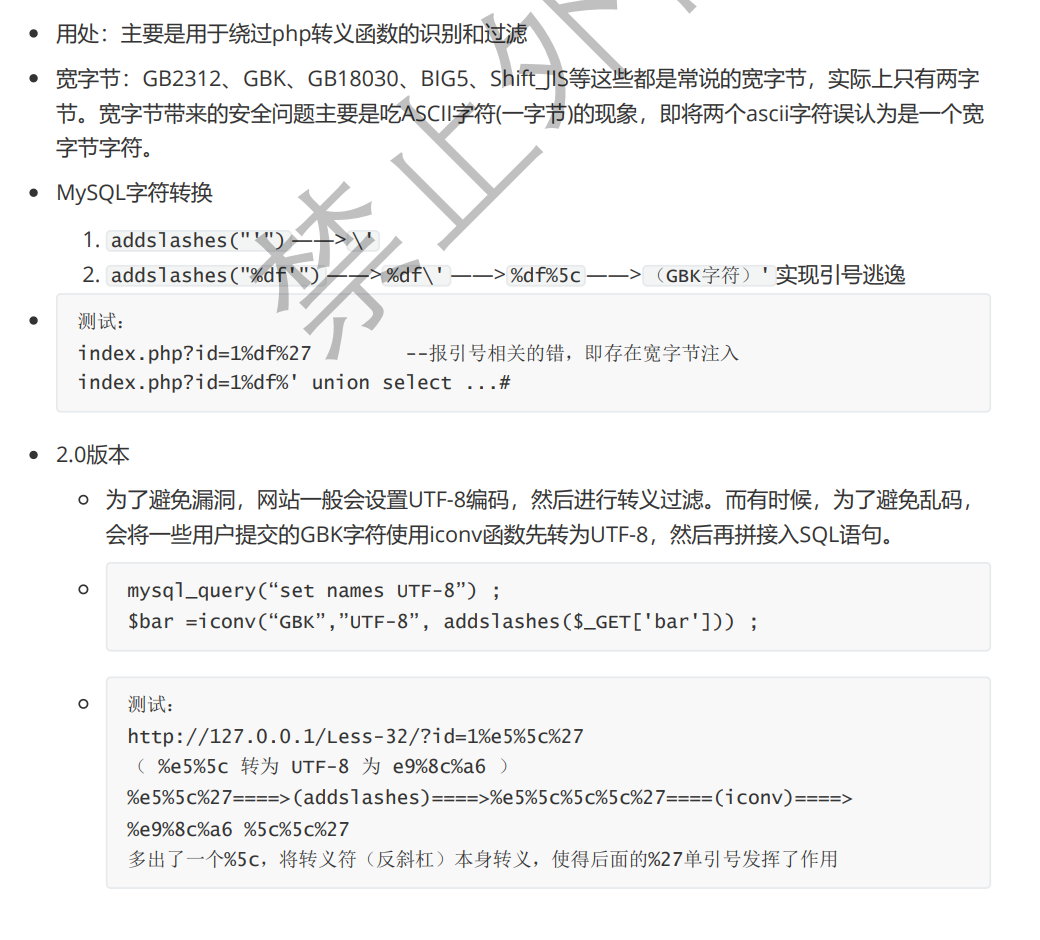 用处：主要是用于绕过php转义函数的识别和过滤
宽字节：GB2312、GBK、GB18030、BIG5、Shift_JIS等这些都是常说的宽字节，实际上只有两字
节。宽字节带来的安全问题主要是吃ASCII字符(一字节)的现象，即将两个ascii字符误认为是一个宽
字节字符。
MySQL字符转换
1. addslashes("'") ——> \'
2. addslashes("%df'") ——> %df\' ——> %df%5c ——> （GBK字符）' 实现引号逃逸
测试：
index.php?id=1%df%27 --报引号相关的错，即存在宽字节注入
index.php?id=1%df%' union select ...#
2.0版本
为了避免漏洞，网站一般会设置UTF-8编码，然后进行转义过滤。而有时候，为了避免乱码，
会将一些用户提交的GBK字符使用iconv函数先转为UTF-8，然后再拼接入SQL语句。
mysql_query(“set names UTF-8”) ;
$bar =iconv(“GBK”,”UTF-8”, addslashes($_GET['bar'])) ;
测试：
http://127.0.0.1/Less-32/?id=1%e5%5c%27
（ %e5%5c 转为 UTF-8 为 e9%8c%a6 ）
%e5%5c%27====>(addslashes)====>%e5%5c%5c%5c%27====(iconv)====>
%e9%8c%a6 %5c%5c%27
多出了一个%5c，将转义符（反斜杠）本身转义，使得后面的%27单引号发挥了作用
禁止外